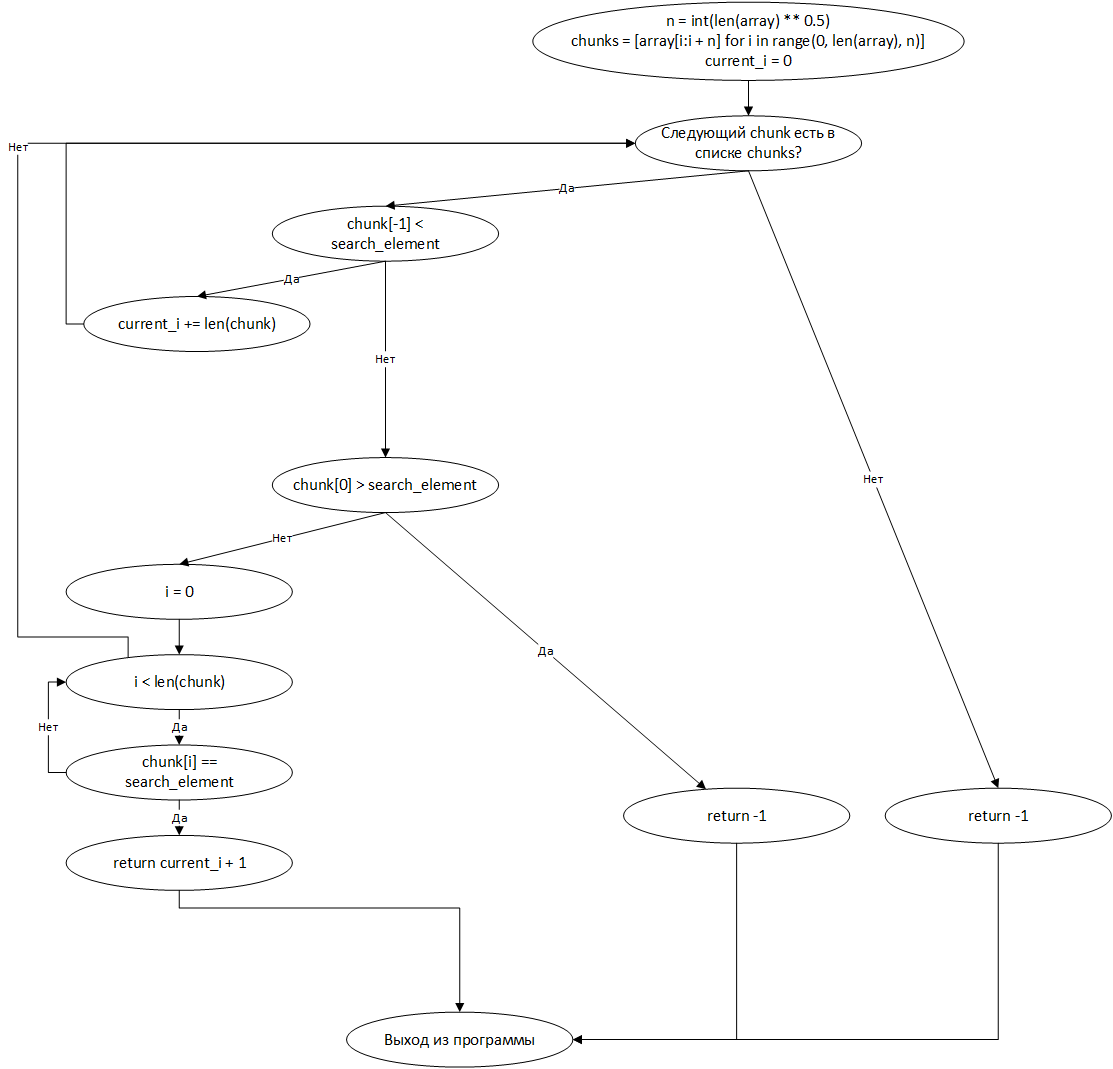 n = int(len(array) ** 0.5)
chunks = [array[i:i + n] for i in range(0, len(array), n)]
current_i = 0
Следующий chunk есть в
списке chunks?
Нет
Да
chunk[-1] <
search_element
Да
current_i += len(chunk)
Нет
chunk[0] > search_element
Нет
Нет
i = 0
Да
i < len(chunk)
Нет
Да
chunk[i] ==
search_element
Да
return -1
return -1
return current_i + 1
Выход из программы